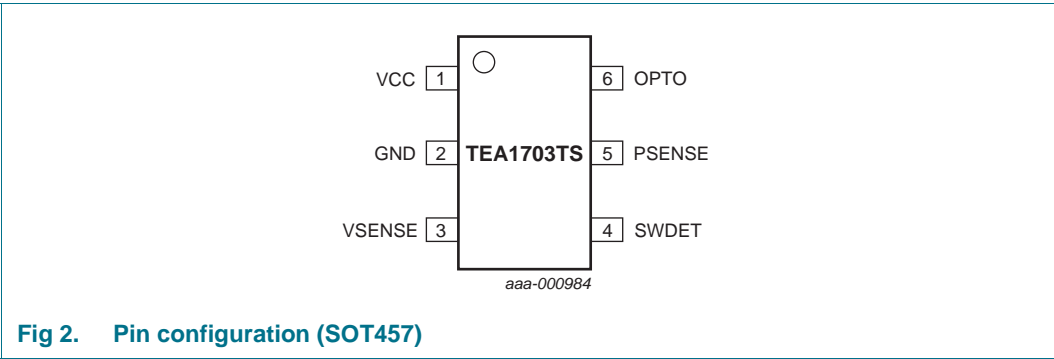 VCC 1 6 OPTO
GND 2 TEA1703TS 5 PSENSE
VSENSE 3 4 SWDET
aaa-000984
Fig 2. Pin configuration (SOT457)